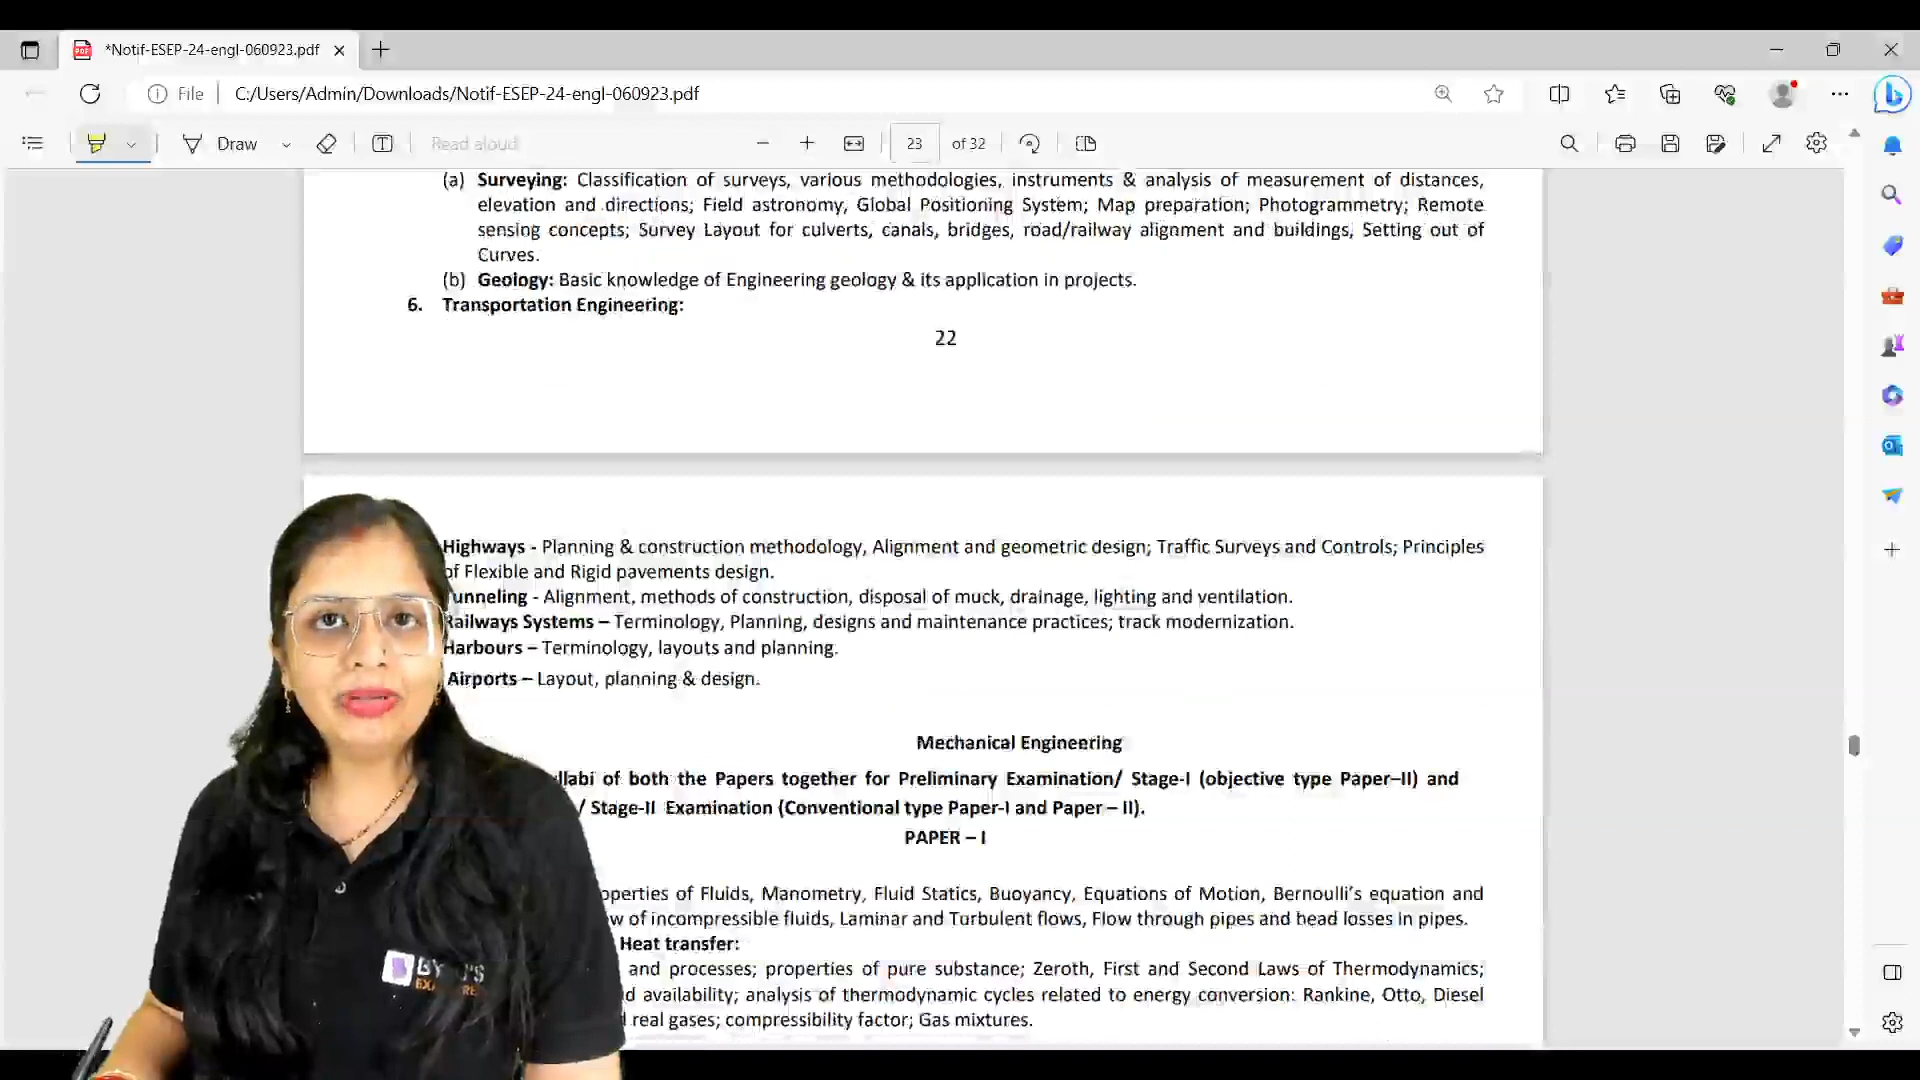 *Notif-ESEP-24-engl-060923.pdf
File
C:/Users/Admin/Downloads/Notif-ESEP-24-engl-060923.pdf
Draw
Read aloud
23 of 32
(a) Surveying: Classification of surveys, various methodologies, instruments & analysis of measurement of distances,
elevation and directions; Field astronomy, Global Positioning System; Map preparation; Photogrammetry; Remote
sensing concepts; Survey Layout for culverts, canals, bridges, road/railway alignment and buildings, Setting out of
Curves.
(b) Geology: Basic knowledge of Engineering geology & its application in projects.
6. Transportation Engineering:
22
Highways - Planning & construction methodology, Alignment and geometric design; Traffic Surveys and Controls; Principles
of Flexible and Rigid pavements design.
unneling - Alignment, methods of construction, disposal of muck, drainage, lighting and ventilation.
Railways Systems – Terminology, Planning, designs and maintenance practices; track modernization.
Harbours – Terminology, layouts and planning.
Airports – Layout, planning & design.
Mechanical Engineering
llabi of both the Papers together for Preliminary Examination/ Stage-I (objective type Paper–II) and
/ Stage-II Examination (Conventional type Paper-I and Paper – II).
PAPER – I
operties of Fluids, Manometry, Fluid Statics, Buoyancy, Equations of Motion, Bernoulli's equation and
w of incompressible fluids, Laminar and Turbulent flows, Flow through pipes and head losses in pipes.
Heat transfer:
and processes; properties of pure substance; Zeroth, First and Second Laws of Thermodynamics;
d availability; analysis of thermodynamic cycles related to energy conversion: Rankine, Otto, Diesel
d real gases; compressibility factor; Gas mixtures.